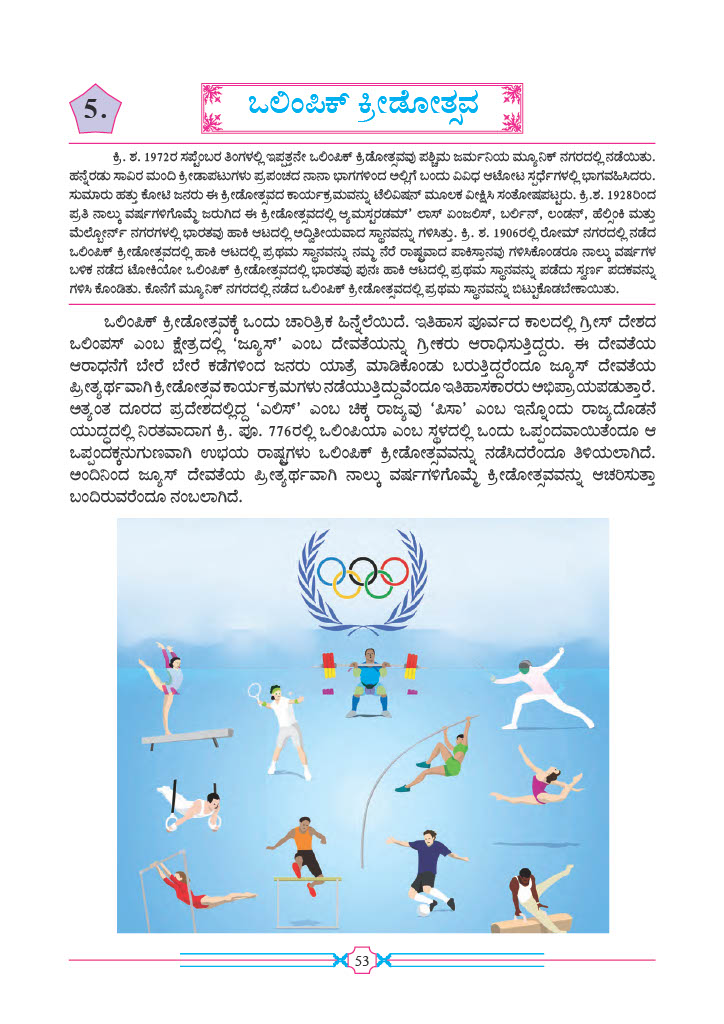 5.
ಒಲಿಂಪಿಕ್ ಕ್ರೀಡೋತ್ಸವ
ಕ್ರಿ. ಶ. 1972ರ ಸಪ್ಟೆಂಬರ ತಿಂಗಳಲ್ಲಿ ಇಪ್ಪತ್ತನೇ ಒಲಿಂಪಿಕ್ ಕ್ರಿಡೋತ್ಸವವು ಪಶ್ಚಿಮ ಜರ್ಮನಿಯ ಮ್ಯೂನಿಕ್ ನಗರದಲ್ಲಿ ನಡೆಯಿತು.
ಹನ್ನೆರಡು ಸಾವಿರ ಮಂದಿ ಕ್ರೀಡಾಪಟುಗಳು ಪ್ರಪಂಚದ ನಾನಾ ಭಾಗಗಳಿಂದ ಅಲ್ಲಿಗೆ ಬಂದು ವಿವಿಧ ಆಟೋಟ ಸ್ಪರ್ಧೆಗಳಲ್ಲಿ ಭಾಗವಹಿಸಿದರು.
ಸುಮಾರು ಹತ್ತು ಕೋಟಿ ಜನರು ಈ ಕ್ರೀಡೋತ್ಸವದ ಕಾರ್ಯಕ್ರಮವನ್ನು ಟೆಲಿವಿಷನ್ ಮೂಲಕ ವೀಕ್ಷಿಸಿ ಸಂತೋಷಪಟ್ಟರು. ಕ್ರಿ.ಶ. 1928ರಿಂದ
ಪ್ರತಿ ನಾಲ್ಕು ವರ್ಷಗಳಿಗೊಮ್ಮೆ ಜರುಗಿದ ಈ ಕ್ರೀಡೋತ್ಸವದಲ್ಲಿ ಆ್ಯಮಸ್ಟರಡಮ್' ಲಾಸ್ ಏಂಜಲಿಸ್, ಬರ್ಲಿನ್, ಲಂಡನ್, ಹೆಲ್ಸಿಂಕಿ ಮತ್ತು
ಮೆಲ್ಬೋರ್ನ್ ನಗರಗಳಲ್ಲಿ ಭಾರತವು ಹಾಕಿ ಆಟದಲ್ಲಿ ಅದ್ವಿತೀಯವಾದ ಸ್ಥಾನವನ್ನು ಗಳಿಸಿತ್ತು. ಕ್ರಿ. ಶ. 1906ರಲ್ಲಿ ರೋಮ್ ನಗರದಲ್ಲಿ ನಡೆದ
ಒಲಿಂಪಿಕ್ ಕ್ರೀಡೋತ್ಸವದಲ್ಲಿ ಹಾಕಿ ಆಟದಲ್ಲಿ ಪ್ರಥಮ ಸ್ಥಾನವನ್ನು ನಮ್ಮ ನೆರೆ ರಾಷ್ಟ್ರವಾದ ಪಾಕಿಸ್ತಾನವು ಗಳಿಸಿಕೊಂಡರೂ ನಾಲ್ಕು ವರ್ಷಗಳ
ಬಳಿಕ ನಡೆದ ಟೋಕಿಯೋ ಒಲಿಂಪಿಕ್ ಕ್ರೀಡೋತ್ಸವದಲ್ಲಿ ಭಾರತವು ಪುನಃ ಹಾಕಿ ಆಟದಲ್ಲಿ ಪ್ರಥಮ ಸ್ಥಾನವನ್ನು ಪಡೆದು ಸ್ವರ್ಣ ಪದಕವನ್ನು
ಗಳಿಸಿ ಕೊಂಡಿತು. ಕೊನೆಗೆ ಮ್ಯೂನಿಕ್ ನಗರದಲ್ಲಿ ನಡೆದ ಒಲಿಂಪಿಕ್ ಕ್ರೀಡೋತ್ಸವದಲ್ಲಿ ಪ್ರಥಮ ಸ್ಥಾನವನ್ನು ಬಿಟ್ಟುಕೊಡಬೇಕಾಯಿತು.
ಒಲಿಂಪಿಕ್ ಕ್ರೀಡೋತ್ಸವಕ್ಕೆ ಒಂದು ಚಾರಿತ್ರಿಕ ಹಿನ್ನೆಲೆಯಿದೆ. ಇತಿಹಾಸ ಪೂರ್ವದ ಕಾಲದಲ್ಲಿ ಗ್ರೀಸ್ ದೇಶದ
ಒಲಿಂಪಸ್ ಎಂಬ ಕ್ಷೇತ್ರದಲ್ಲಿ 'ಜ್ಯೂಸ್' ಎಂಬ ದೇವತೆಯನ್ನು ಗ್ರೀಕರು ಆರಾಧಿಸುತ್ತಿದ್ದರು. ಈ ದೇವತೆಯ
ಆರಾಧನೆಗೆ ಬೇರೆ ಬೇರೆ ಕಡೆಗಳಿಂದ ಜನರು ಯಾತ್ರೆ ಮಾಡಿಕೊಂಡು ಬರುತ್ತಿದ್ದರೆಂದೂ ಜ್ಯೂಸ್ ದೇವತೆಯ
ಪ್ರೀತ್ಯರ್ಥವಾಗಿ ಕ್ರೀಡೋತ್ಸವ ಕಾರ್ಯಕ್ರಮಗಳು ನಡೆಯುತ್ತಿದ್ದುವೆಂದೂ ಇತಿಹಾಸಕಾರರು ಅಭಿಪ್ರಾಯಪಡುತ್ತಾರೆ.
ಅತ್ಯಂತ ದೂರದ ಪ್ರದೇಶದಲ್ಲಿದ್ದ 'ಎಲಿಸ್' ಎಂಬ ಚಿಕ್ಕ ರಾಜ್ಯವು 'ಪಿಸಾ' ಎಂಬ ಇನ್ನೊಂದು ರಾಜ್ಯದೊಡನೆ
ಯುದ್ಧದಲ್ಲಿ ನಿರತವಾದಾಗ ಕ್ರಿ. ಪೂ. 776ರಲ್ಲಿ ಒಲಿಂಪಿಯಾ ಎಂಬ ಸ್ಥಳದಲ್ಲಿ ಒಂದು ಒಪ್ಪಂದವಾಯಿತೆಂದೂ ಆ
ಒಪ್ಪಂದಕ್ಕನುಗುಣವಾಗಿ ಉಭಯ ರಾಷ್ಟ್ರಗಳು ಒಲಿಂಪಿಕ್ ಕ್ರೀಡೋತ್ಸವವನ್ನು ನಡೆಸಿದರೆಂದೂ ತಿಳಿಯಲಾಗಿದೆ.
ಅಂದಿನಿಂದ ಜ್ಯೂಸ್ ದೇವತೆಯ ಪ್ರೀತ್ಯರ್ಥವಾಗಿ ನಾಲ್ಕು ವರ್ಷಗಳಿಗೊಮ್ಮೆ ಕ್ರೀಡೋತ್ಸವವನ್ನು ಆಚರಿಸುತ್ತಾ
ಬಂದಿರುವರೆಂದೂ ನಂಬಲಾಗಿದೆ.
53